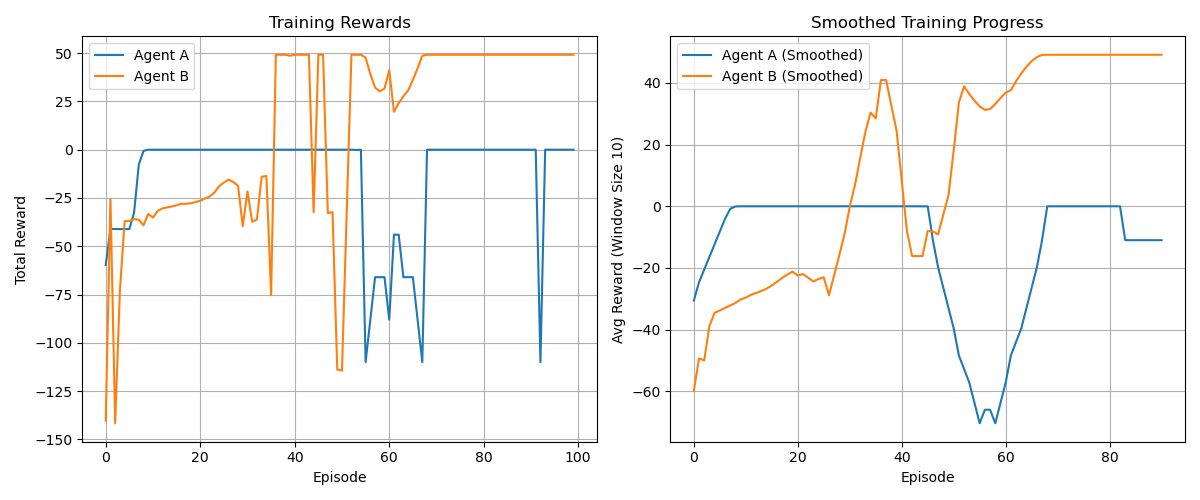 Training Rewards
Agent A
Agent B
50
25
0
−25
−50
−75
−100
−125
−150
Total Reward
0
20
40
60
80
100
Episode
Smoothed Training Progress
Agent A (Smoothed)
Agent B (Smoothed)
40
20
0
−20
−40
−60
Avg Reward (Window Size 10)
0
20
40
60
80
Episode